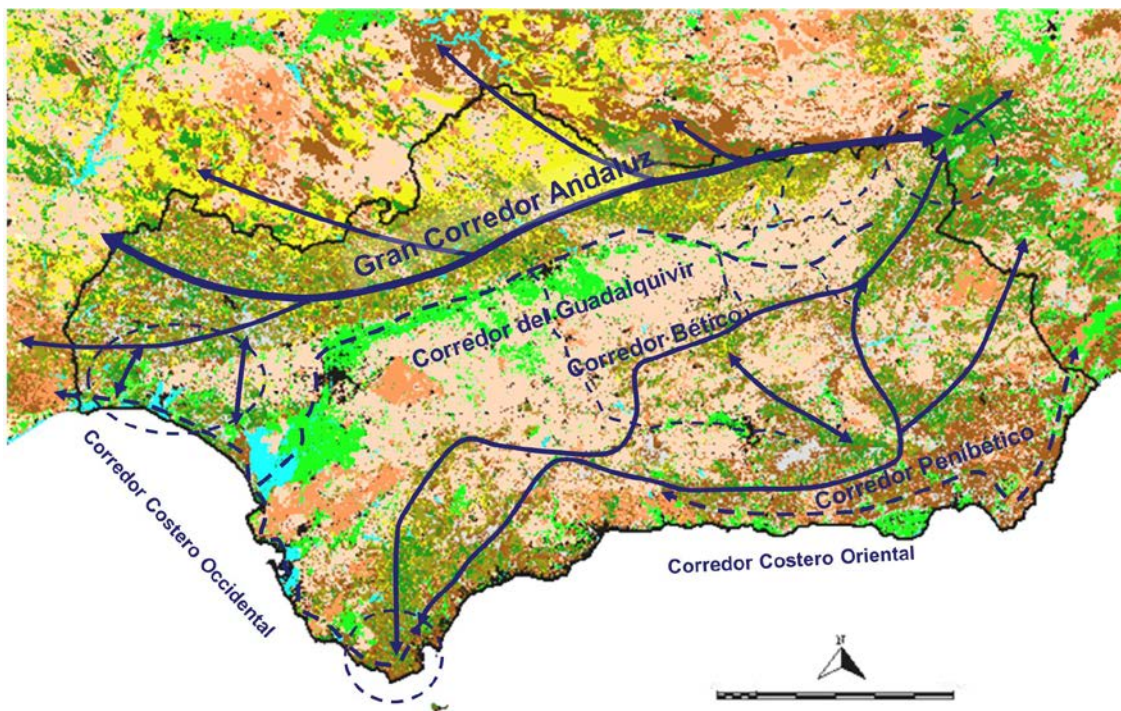 Gran Corredor Andaluz
Corredor del Guadalquivir
Corredor Bético
Corredor Penibético
Corredor Costero Occidental
Corredor Costero Oriental
N